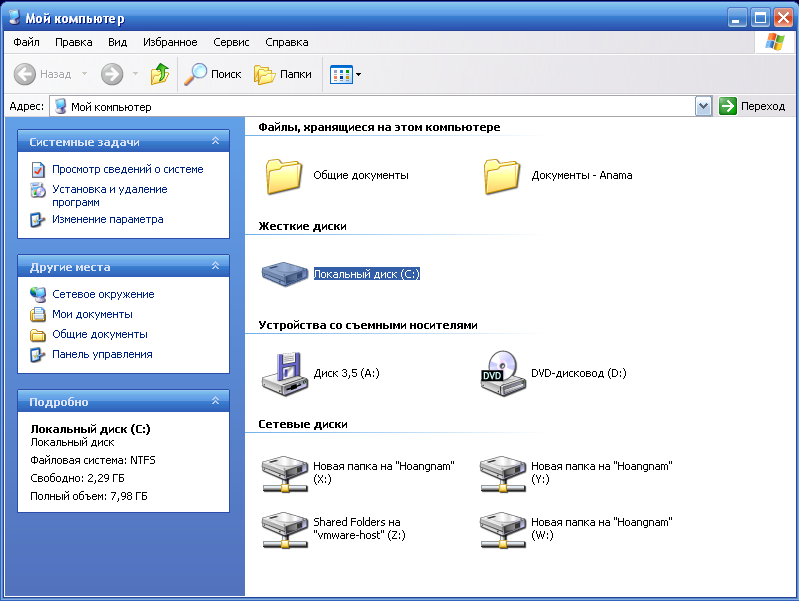 Мой компьютер
Файл Правка Вид Избранное Сервис Справка
Назад Поиск Папки
Адрес: Мой компьютер Переход
Системные задачи
Просмотр сведений о системе
Установка и удаление
программ
Изменение параметра
Другие места
Сетевое окружение
Мои документы
Общие документы
Панель управления
Подробно
Локальный диск (C:)
Локальный диск
Файловая система: NTFS
Свободно: 2,29 ГБ
Полный объем: 7,98 ГБ
Файлы, хранящиеся на этом компьютере
Общие документы
Документы - Anama
Жесткие диски
Локальный диск (C:)
Устройства со съемными носителями
Диск 3,5 (A:)
DVD
DVD-дисковод (D:)
Сетевые диски
Новая папка на "Hoangnam"
(X:)
Новая папка на "Hoangnam"
(Y:)
Shared Folders на
"vmware-host" (Z:)
Новая папка на "Hoangnam"
(W:)